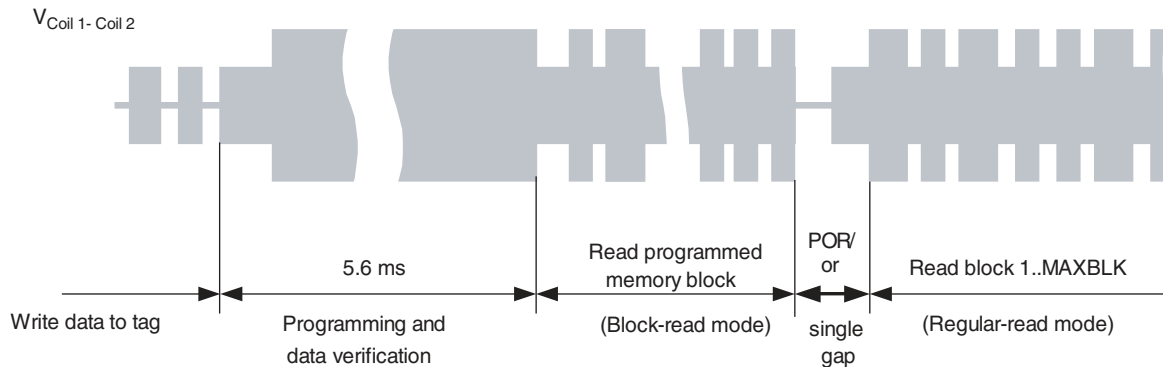 VCoil 1- Coil 2
5.6 ms
Read programmed
memory block
POR/
or
Read block 1..MAXBLK
Write data to tag
Programming and
data verification
(Block-read mode)
single
gap
(Regular-read mode)